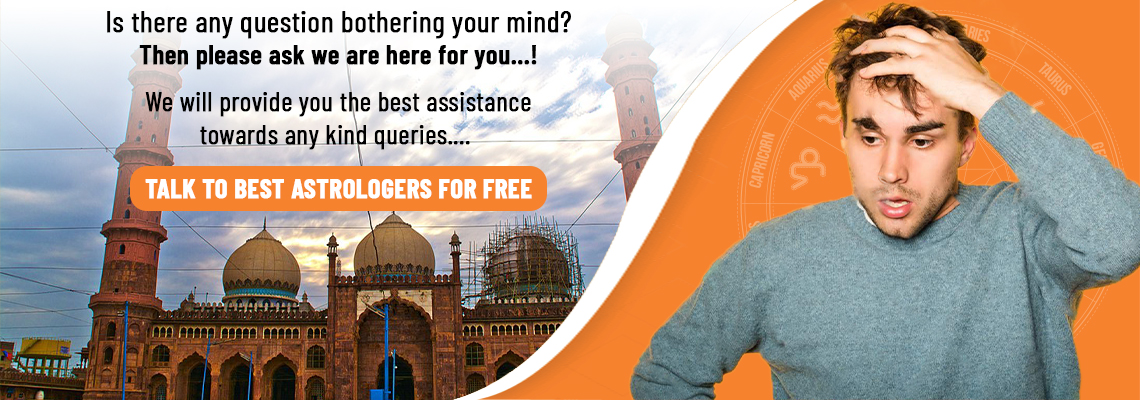 Is there any question bothering your mind?
Then please ask we are here for you...!
We will provide you the best assistance
towards any kind queries....
TALK TO BEST ASTROLOGERS FOR FREE
ARIES
AQUARIUS
TAURUS
CAPRICORN